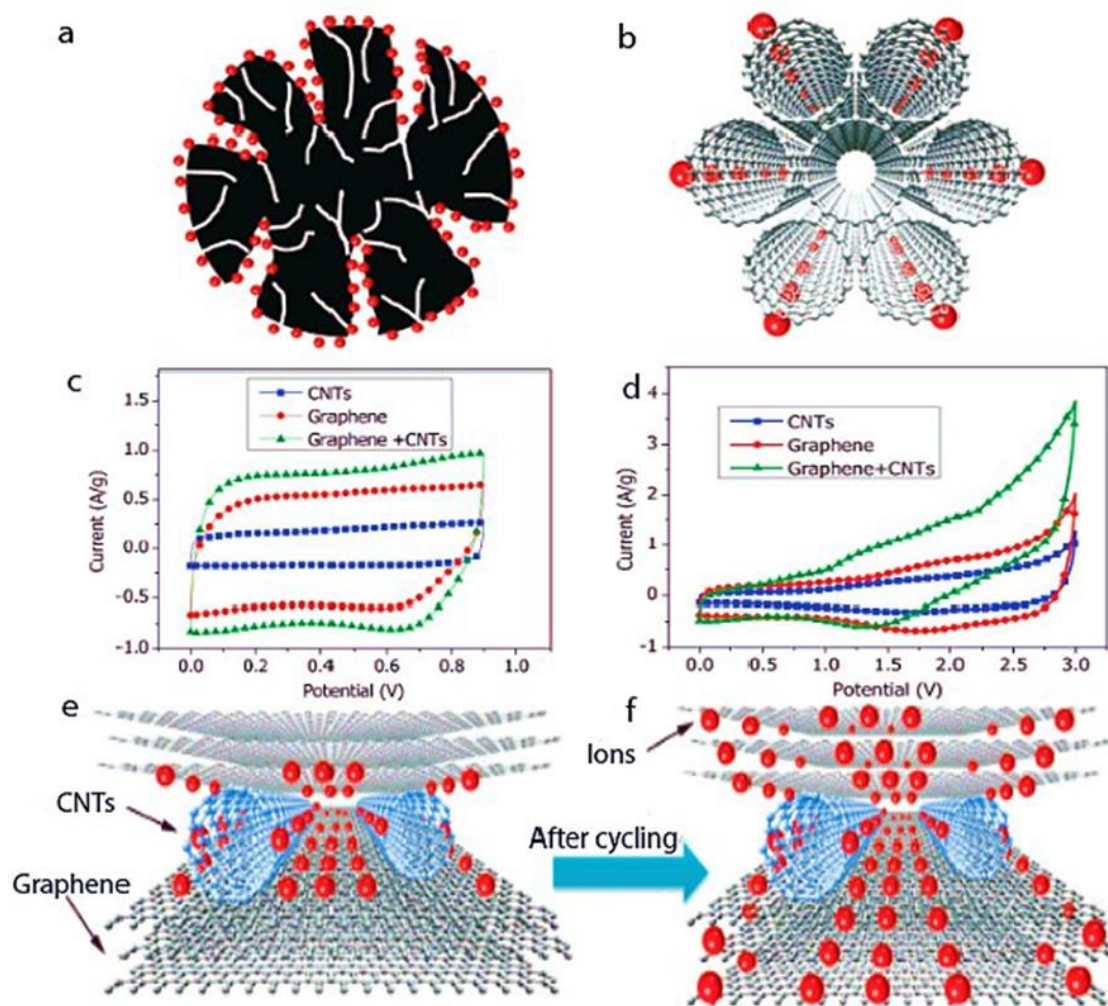 a
b
c
CNTs
Graphene
Graphene +CNTs
1.5
1.0
0.5
0.0
-0.5
-1.0
Current (A/g)
0.0 0.2 0.4 0.6 0.8 1.0
Potential (V)
d
CNTs
Graphene
Graphene+CNTs
4
3
2
1
0
-1
Current (A/g)
0.0 0.5 1.0 1.5 2.0 2.5 3.0
Potential (V)
e
CNTs
Graphene
After cycling
f
Ions